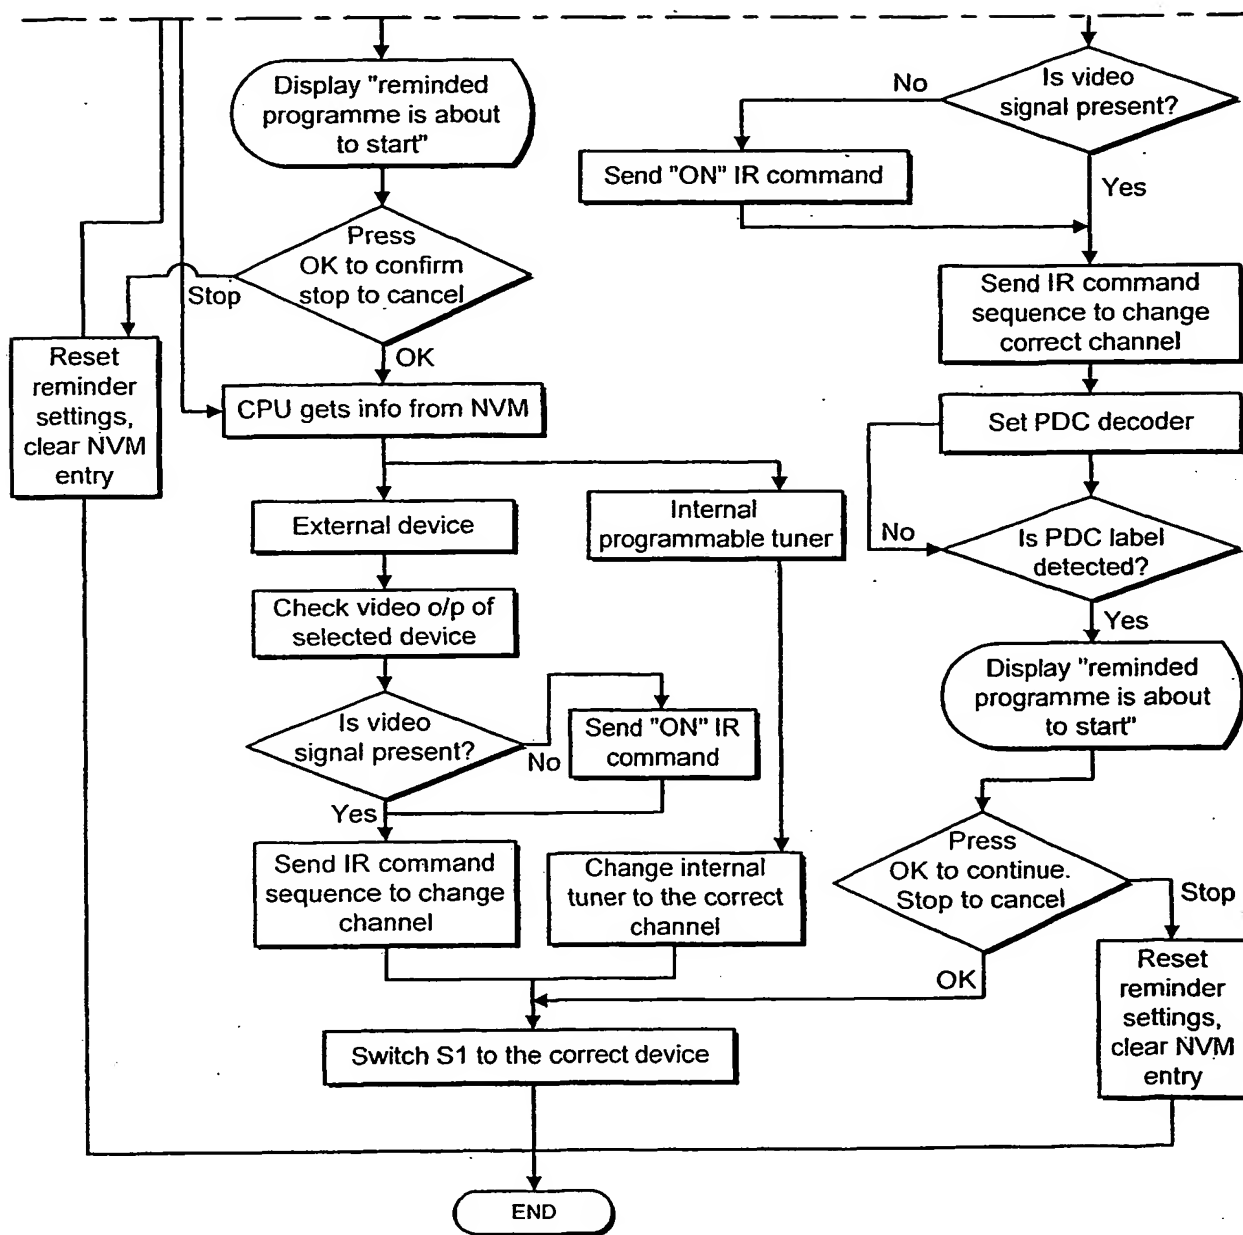 Display "reminded
programme is about
to start"
No
Is video
signal present?
Send "ON" IR command
Yes
Press
OK to confirm
stop to cancel
Stop
OK
Send IR command
sequence to change
correct channel
Reset
reminder
settings,
clear NVM
entry
CPU gets info from NVM
Set PDC decoder
External device
Internal
programmable tuner
No
Is PDC label
detected?
Check video o/p of
selected device
Yes
Display "reminded
programme is about
to start"
Is video
signal present?
No
Send "ON" IR
command
Yes
Send IR command
sequence to change
channel
Change internal
tuner to the correct
channel
Press
OK to continue.
Stop to cancel
Stop
OK
Reset
reminder
settings,
clear NVM
entry
Switch S1 to the correct device
END